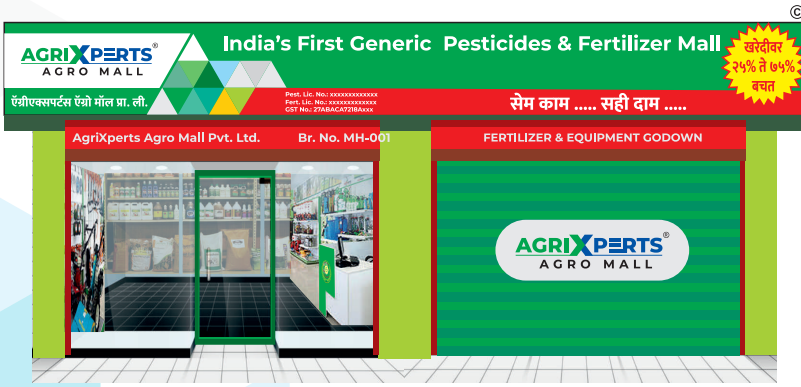 ©
India's First Generic Pesticides & Fertilizer Mall
AGRIXPERTS®
AGRO MALL
खरेदीवर
२५% ते ७५%
बचत
ऍग्रीएक्सपर्टस ऍग्रो मॉल प्रा. ली.
Pest. Lic. No.: xxxxxxxxxxxxx
Fert. Lic. No.: xxxxxxxxxxxxx
GST No.: 27ABACA7218Axxx
सेम काम ..... सही दाम .....
AgriXperts Agro Mall Pvt. Ltd. Br. No. MH-001
FERTILIZER & EQUIPMENT GODOWN
AGRIXPERTS®
AGRO MALL